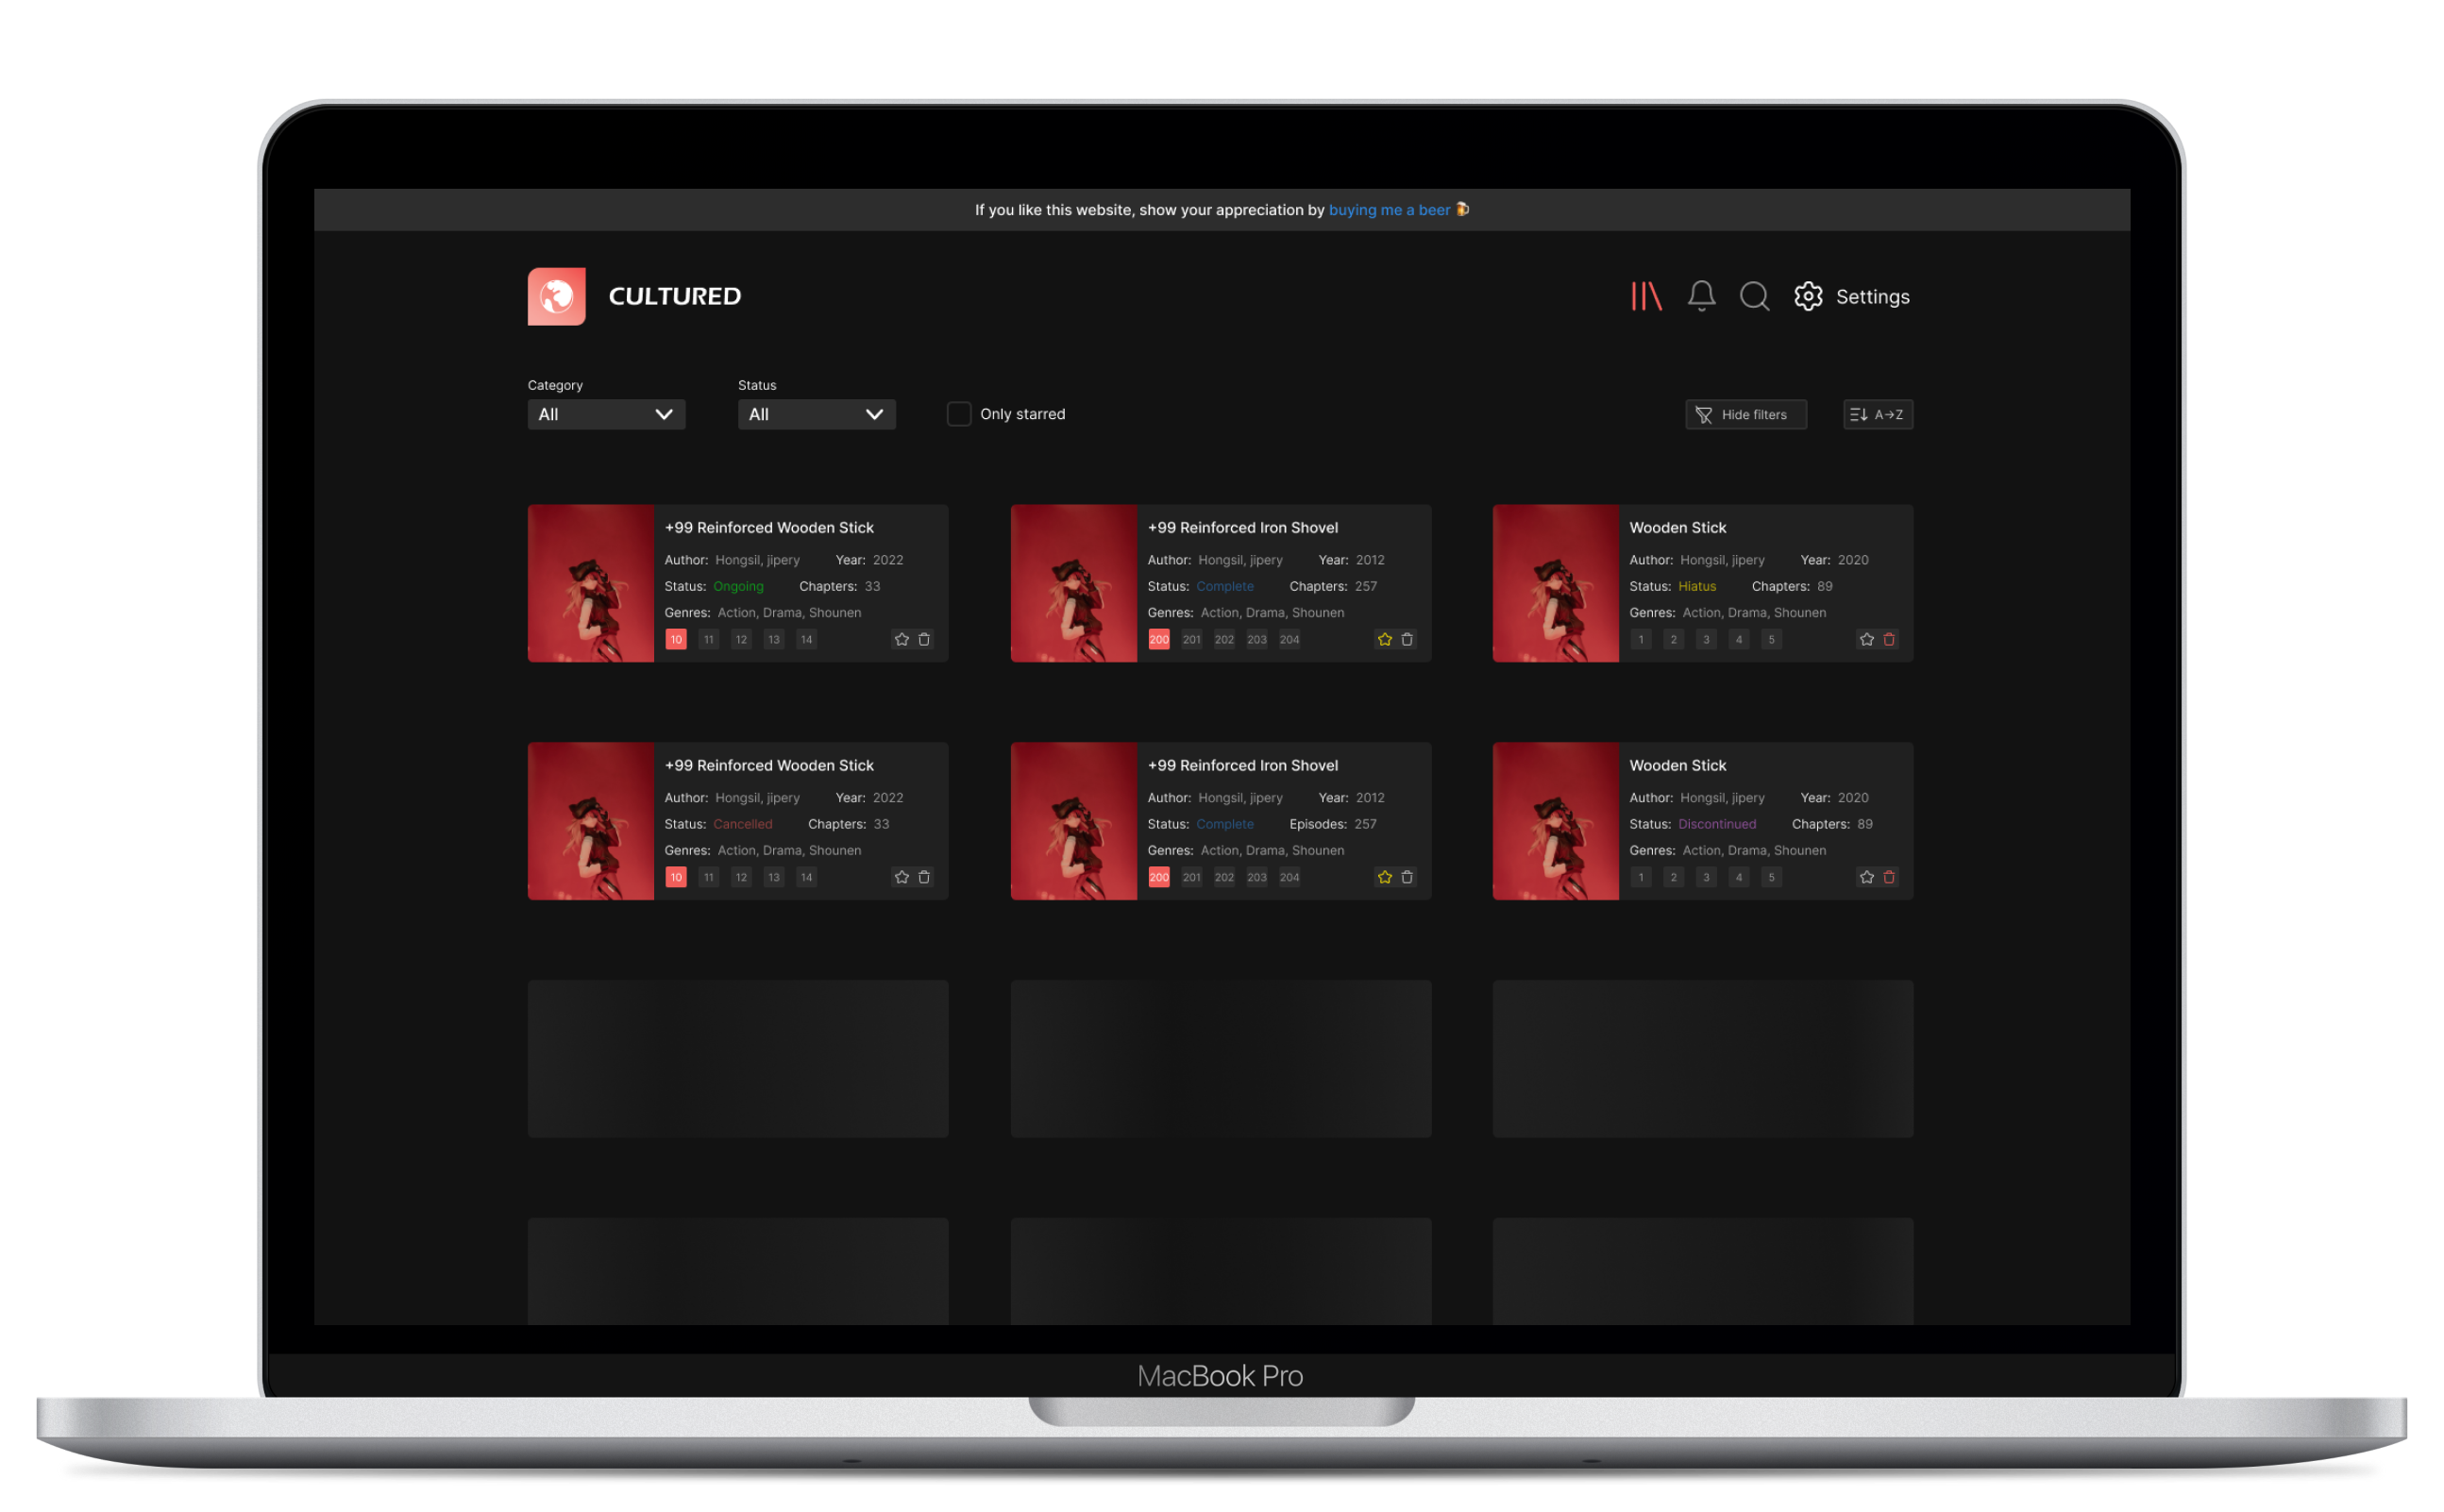 If you like this website, show your appreciation by buying me a beer 🍺
CULTURED
Settings
Category
Status
All
All
Only starred
Hide filters
A→Z
+99 Reinforced Wooden Stick
Author: Hongsil, jipery Year: 2022
Status: Ongoing Chapters: 33
Genres: Action, Drama, Shounen
10 11 12 13 14
+99 Reinforced Iron Shovel
Author: Hongsil, jipery Year: 2012
Status: Complete Chapters: 257
Genres: Action, Drama, Shounen
200 201 202 203 204
Wooden Stick
Author: Hongsil, jipery Year: 2020
Status: Hiatus Chapters: 89
Genres: Action, Drama, Shounen
1 2 3 4 5
+99 Reinforced Wooden Stick
Author: Hongsil, jipery Year: 2022
Status: Cancelled Chapters: 33
Genres: Action, Drama, Shounen
10 11 12 13 14
+99 Reinforced Iron Shovel
Author: Hongsil, jipery Year: 2012
Status: Complete Episodes: 257
Genres: Action, Drama, Shounen
200 201 202 203 204
Wooden Stick
Author: Hongsil, jipery Year: 2020
Status: Discontinued Chapters: 89
Genres: Action, Drama, Shounen
1 2 3 4 5
MacBook Pro